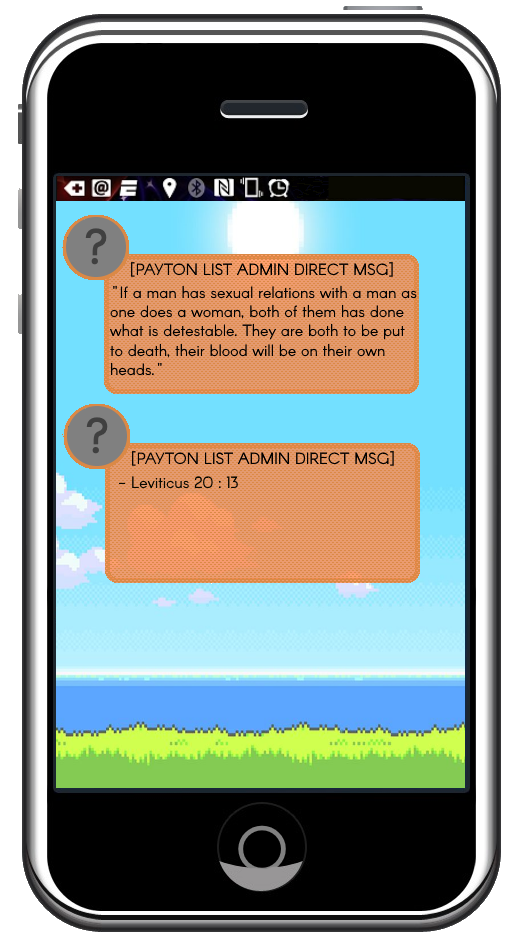 ?
[PAYTON LIST ADMIN DIRECT MSG]
"If a man has sexual relations with a man as
one does a woman, both of them has done
what is detestable. They are both to be put
to death, their blood will be on their own
heads."
?
[PAYTON LIST ADMIN DIRECT MSG]
- Leviticus 20 : 13